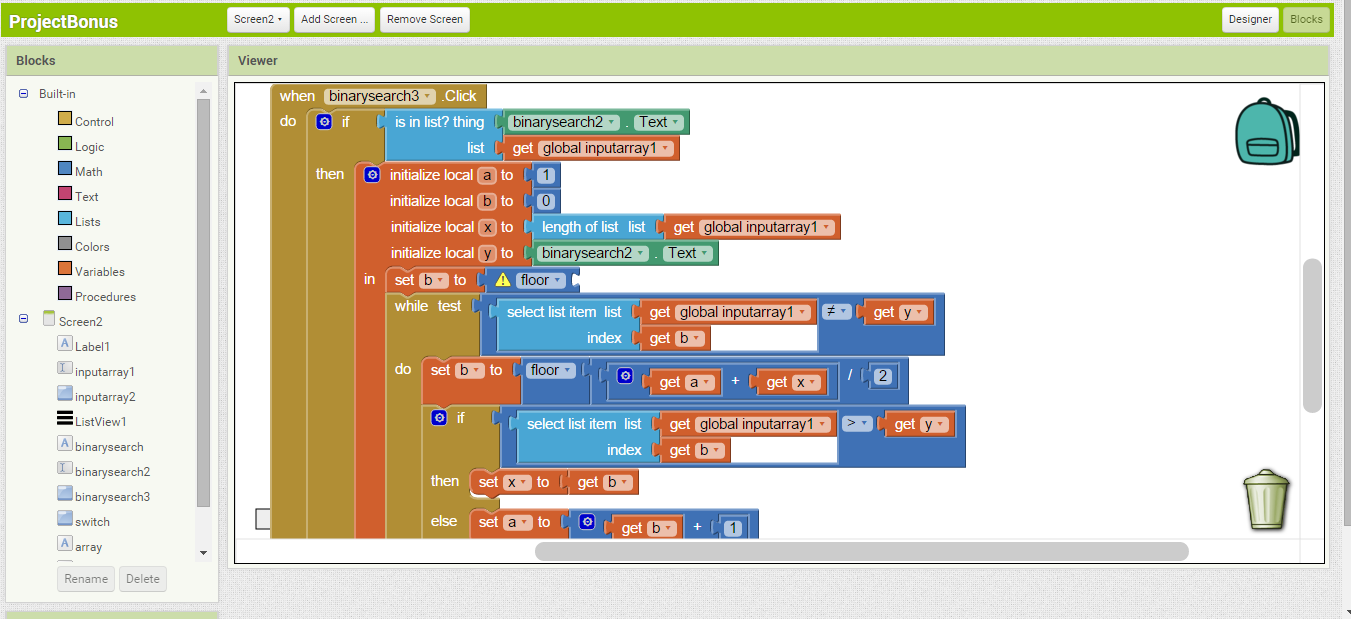 ProjectBonus
Screen2
Add Screen ...
Remove Screen
Designer
Blocks
Blocks
Built-in
Control
Logic
Math
Text
Lists
Colors
Variables
Procedures
Screen2
Label1
inputarray1
inputarray2
ListView1
binarysearch
binarysearch2
binarysearch3
switch
array
Rename
Delete
Viewer
when binarysearch3 .Click
do if is in list? thing binarysearch2 . Text
list get global inputarray1
then initialize local a to 1
initialize local b to 0
initialize local x to length of list list get global inputarray1
initialize local y to binarysearch2 . Text
in set b to floor
while test select list item list get global inputarray1 ≠ get y
index get b
do set b to floor get a + get x / 2
if select list item list get global inputarray1 > get y
index get b
then set x to get b
else set a to get b + 1